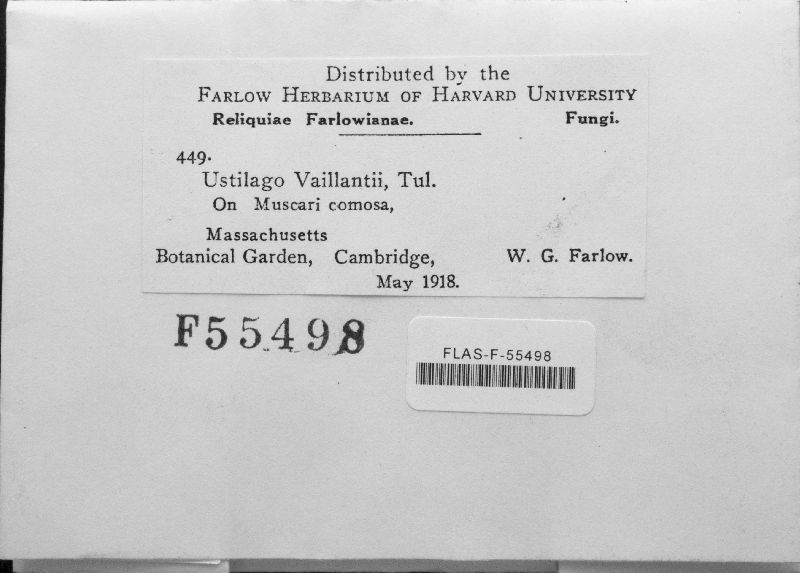 Distributed by the
FARLOW HERBARIUM OF HARVARD UNIVERSITY
Reliquiae Farlowianae. Fungi.
449.
Ustilago Vaillantii, Tul.
On Muscari comosa,
Massachusetts
Botanical Garden, Cambridge, W. G. Farlow.
May 1918.
F55498
FLAS-F-55498